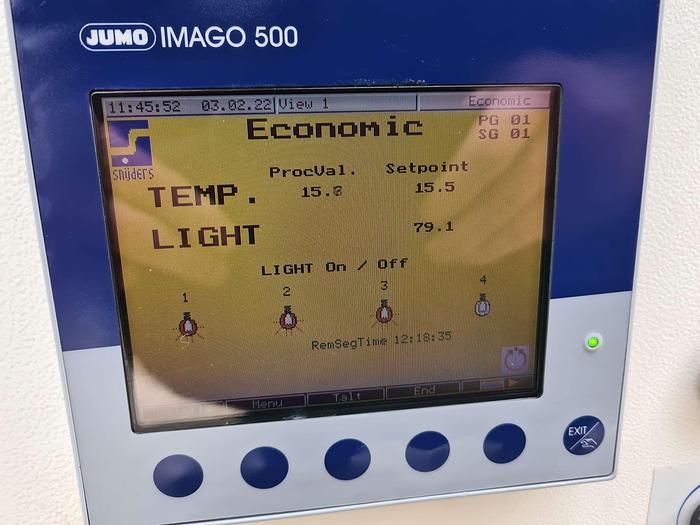 JUMO IMAGO 500
11:45:52 03.02.22 View 1 Economic
Economic PG 01
SG 01
snijders
ProcVal. Setpoint
TEMP. 15.5
LIGHT 79.1
LIGHT On / Off
1 2 3 4
RemSegTime 12:18:35
Menu Talt End
EXIT